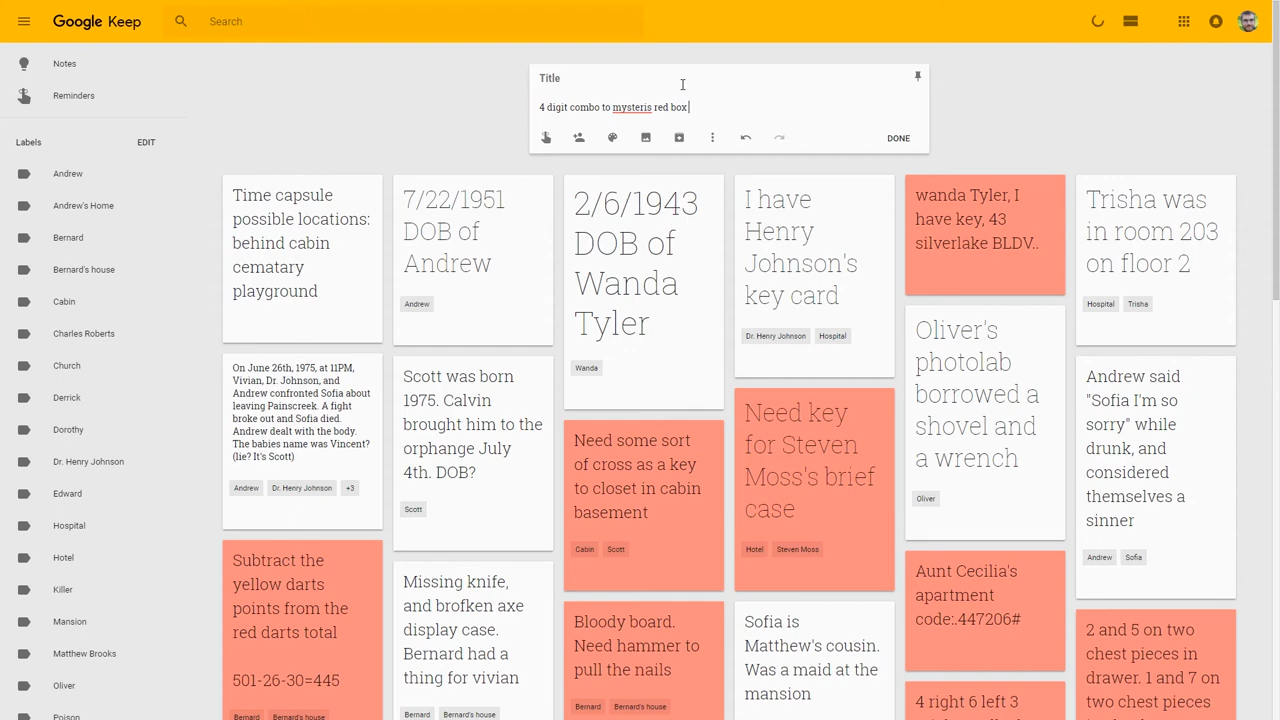 Google Keep
Search
Notes
Reminders
Labels
EDIT
Andrew
Andrew's Home
Bernard
Bernard's house
Cabin
Charles Roberts
Church
Derrick
Dorothy
Dr. Henry Johnson
Edward
Hospital
Hotel
Killer
Mansion
Matthew Brooks
Oliver
Poison
Title
4 digit combo to mysteris red box
DONE
Time capsule
possible locations:
behind cabin
cematary
playground
On June 26th, 1975, at 11PM,
Vivian, Dr. Johnson, and
Andrew confronted Sofia about
leaving Painscreek. A fight
broke out and Sofia died.
Andrew dealt with the body.
The babies name was Vincent?
(lie? It's Scott)
Andrew
Dr. Henry Johnson
+3
Subtract the
yellow darts
points from the
red darts total
501-26-30=445
Bernard
Bernard's house
7/22/1951
DOB of
Andrew
Andrew
Scott was born
1975. Calvin
brought him to the
orphange July
4th. DOB?
Scott
Missing knife,
and brofken axe
display case.
Bernard had a
thing for vivian
Bernard
Bernard's house
2/6/1943
DOB of
Wanda
Tyler
Wanda
Need some sort
of cross as a key
to closet in cabin
basement
Cabin
Scott
Bloody board.
Need hammer to
pull the nails
Bernard
Bernard's house
I have
Henry
Johnson's
key card
Dr. Henry Johnson
Hospital
Need key
for Steven
Moss's brief
case
Hotel
Steven Moss
Sofia is
Matthew's cousin.
Was a maid at the
mansion
wanda Tyler, I
have key, 43
silverlake BLDV..
Oliver's
photolab
borrowed a
shovel and
a wrench
Oliver
Aunt Cecilia's
apartment
code:.447206#
4 right 6 left 3
Trisha was
in room 203
on floor 2
Hospital
Trisha
Andrew said
"Sofia I'm so
sorry" while
drunk, and
considered
themselves a
sinner
Andrew
Sofia
2 and 5 on two
chest pieces in
drawer. 1 and 7 on
two chest pieces